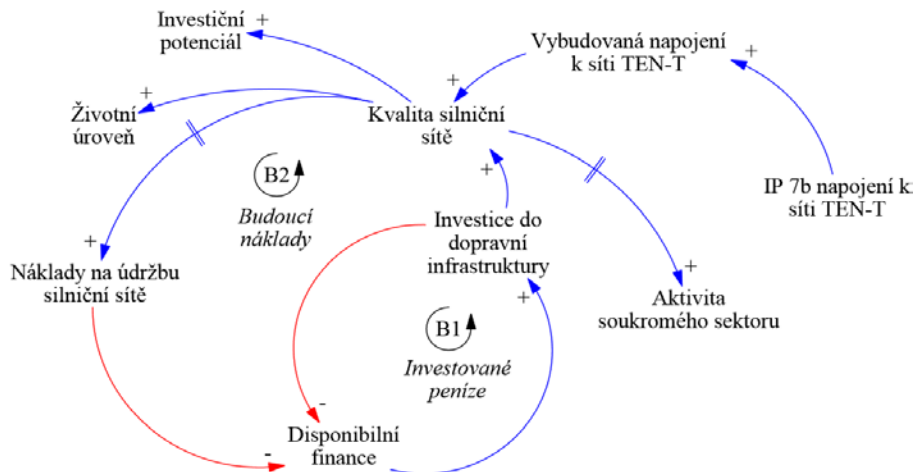 Investiční
potenciál
+
Vybudovaná napojení
k síti TEN-T
+
+
+
Životní
úroveň
Kvalita silniční
sítě
B2
Budoucí
náklady
+
IP 7b napojení k
síti TEN-T
Investice do
dopravní
infrastruktury
+
Náklady na údržbu
silniční sítě
+
+
Aktivita
soukromého sektoru
B1
Investované
peníze
-
Disponibilní
finance
-